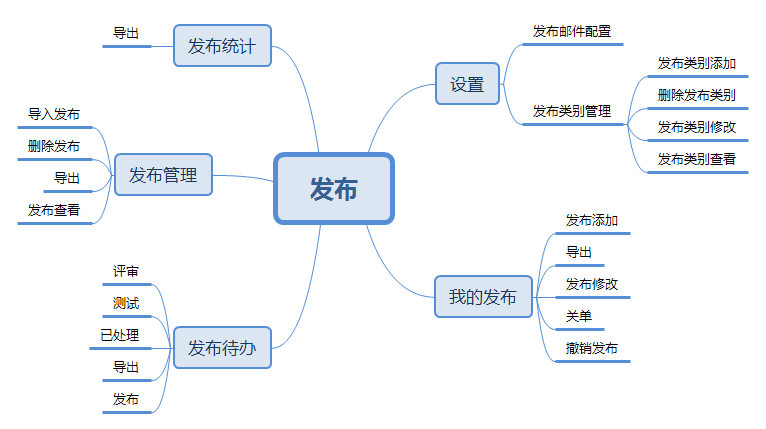 发布
设置
发布邮件配置
发布类别管理
发布类别添加
删除发布类别
发布类别修改
发布类别查看
我的发布
发布添加
导出
发布修改
关单
撤销发布
发布统计
导出
发布管理
导入发布
删除发布
导出
发布查看
发布待办
评审
测试
已处理
导出
发布